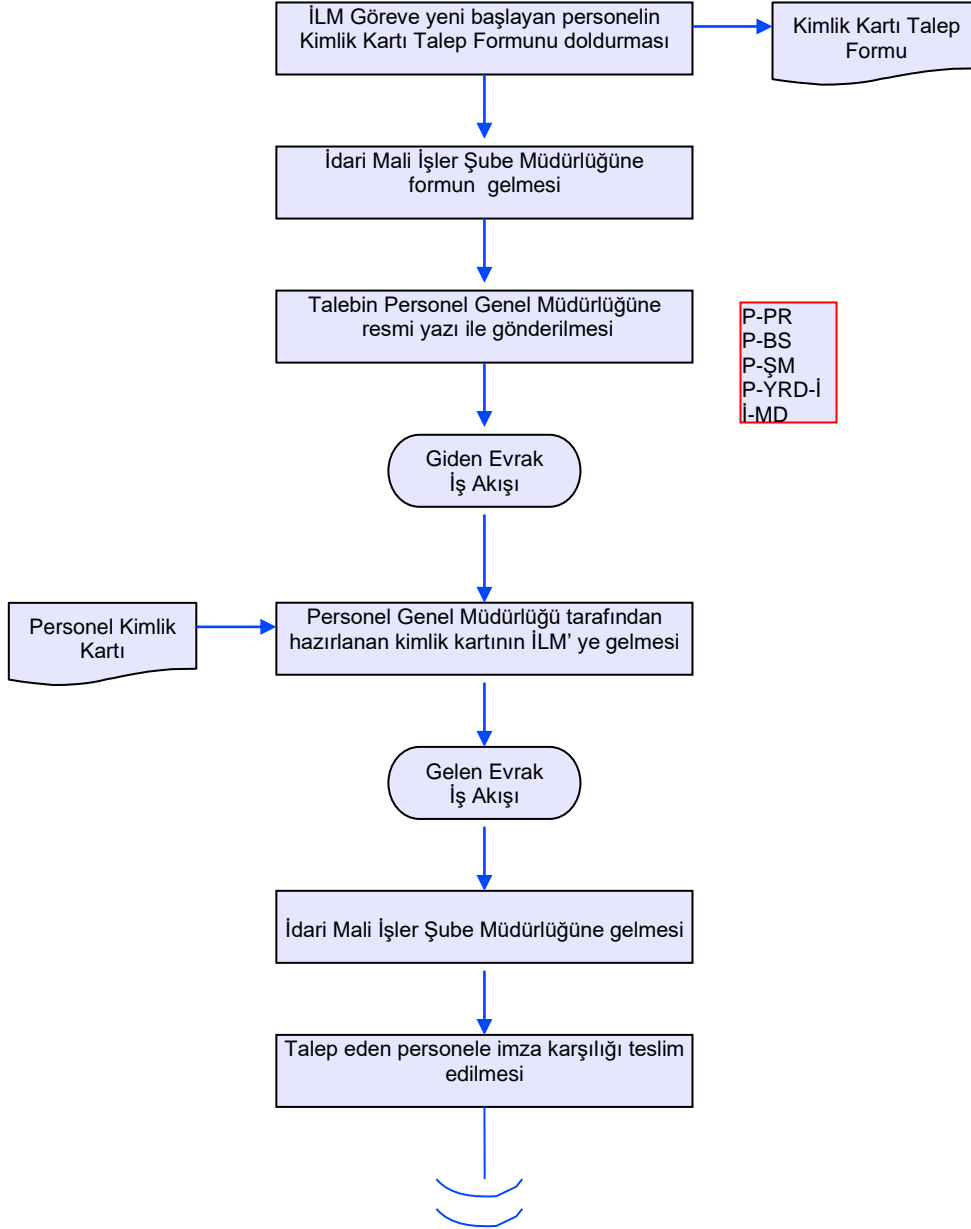 İLM Göreve yeni başlayan personelin
Kimlik Kartı Talep Formunu doldurması
Kimlik Kartı Talep
Formu
İdari Mali İşler Şube Müdürlüğüne
formun gelmesi
Talebin Personel Genel Müdürlüğüne
resmi yazı ile gönderilmesi
P-PR
P-BS
P-ŞM
P-YRD-İ
İ-MD
Giden Evrak
İş Akışı
Personel Kimlik
Kartı
Personel Genel Müdürlüğü tarafından
hazırlanan kimlik kartının İLM' ye gelmesi
Gelen Evrak
İş Akışı
İdari Mali İşler Şube Müdürlüğüne gelmesi
Talep eden personele imza karşılığı teslim
edilmesi